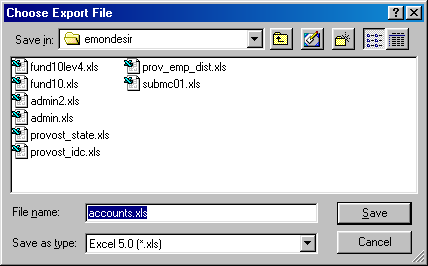 Choose Export File
Save in: emondesir
fund10lev4.xls
fund10.xls
admin2.xls
admin.xls
provost_state.xls
provost_idc.xls
prov_emp_dist.xls
submc01.xls
File name: accounts.xls Save
Save as type: Excel 5.0 (*.xls) Cancel